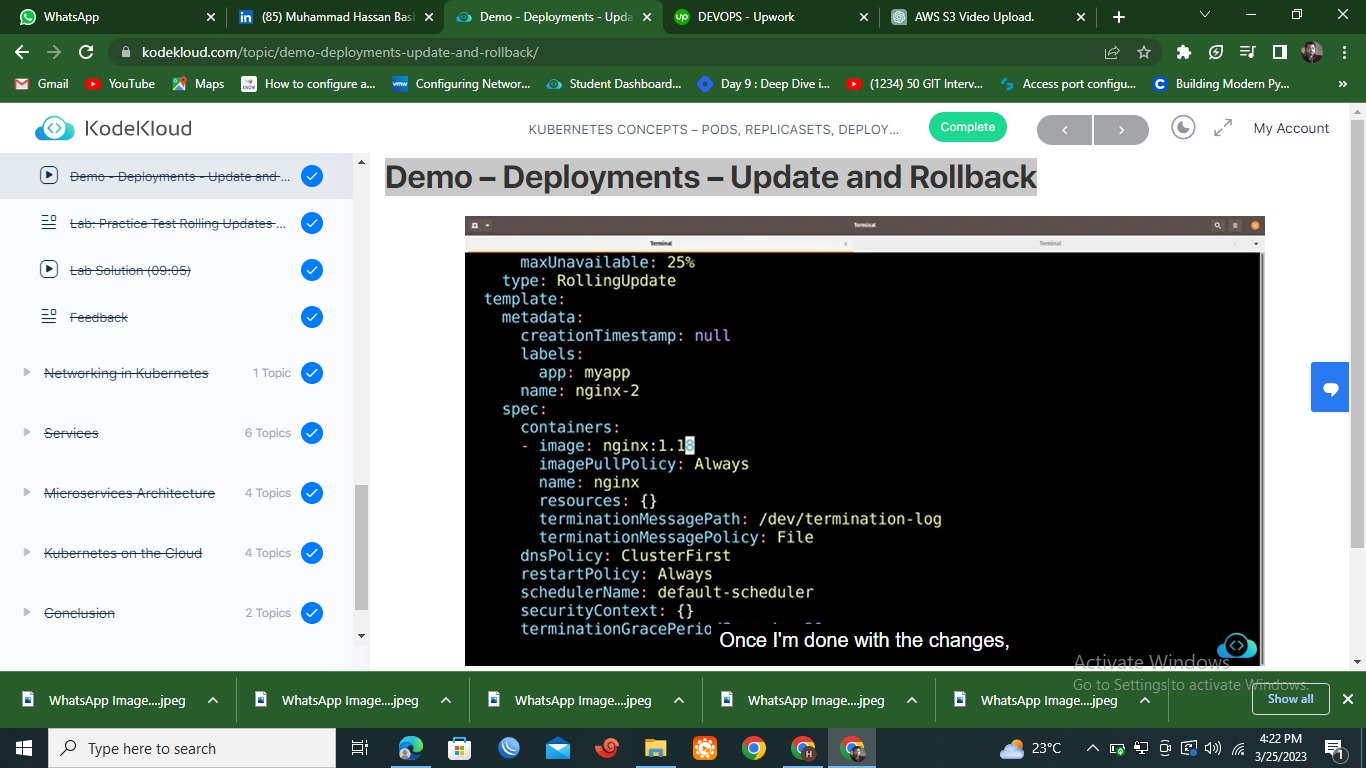 WhatsApp
(85) Muhammad Hassan Bas
Demo - Deployments - Upda
DEVOPS - Upwork
AWS S3 Video Upload.
kodekloud.com/topic/demo-deployments-update-and-rollback/
Gmail
YouTube
Maps
How to configure a...
Configuring Networ...
Student Dashboard...
Day 9 : Deep Dive i...
(1234) 50 GIT Interv...
Access port configu...
Building Modern Py...
»
KodeKloud
KUBERNETES CONCEPTS – PODS, REPLICASETS, DEPLOY...
Complete
My Account
Demo - Deployments - Update and ...
Lab: Practice Test Rolling Updates ...
Lab Solution (09:05)
Feedback
Networking in Kubernetes 1 Topic
Services 6 Topics
Microservices Architecture 4 Topics
Kubernetes on the Cloud 4 Topics
Conclusion 2 Topics
Demo – Deployments – Update and Rollback
Terminal
Terminal
Terminal
maxUnavailable: 25%
type: RollingUpdate
template:
metadata:
creationTimestamp: null
labels:
app: myapp
name: nginx-2
spec:
containers:
- image: nginx:1.18
imagePullPolicy: Always
name: nginx
resources: {}
terminationMessagePath: /dev/termination-log
terminationMessagePolicy: File
dnsPolicy: ClusterFirst
restartPolicy: Always
schedulerName: default-scheduler
securityContext: {}
terminationGracePerio
Once I'm done with the changes,
Activate Windows
Go to Settings to activate Windows.
WhatsApp Image....jpeg
WhatsApp Image....jpeg
WhatsApp Image....jpeg
WhatsApp Image....jpeg
WhatsApp Image....jpeg
Show all
Type here to search
23°C
4:22 PM
3/25/2023
1